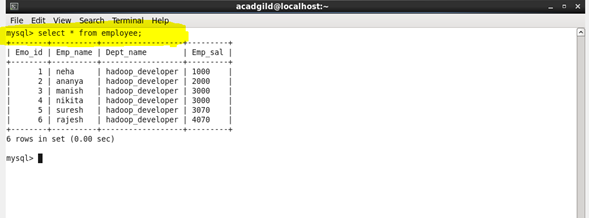 acadgild@localhost:~
File Edit View Search Terminal Help
mysql> select * from employee;
+--------+----------+------------------+---------+
| Emo_id | Emp_name | Dept_name        | Emp_sal |
+--------+----------+------------------+---------+
|      1 | neha     | hadoop_developer | 1000    |
|      2 | ananya   | hadoop_developer | 2000    |
|      3 | manish   | hadoop_developer | 3000    |
|      4 | nikita   | hadoop_developer | 3000    |
|      5 | suresh   | hadoop_developer | 3070    |
|      6 | rajesh   | hadoop_developer | 4070    |
+--------+----------+------------------+---------+
6 rows in set (0.00 sec)
mysql>